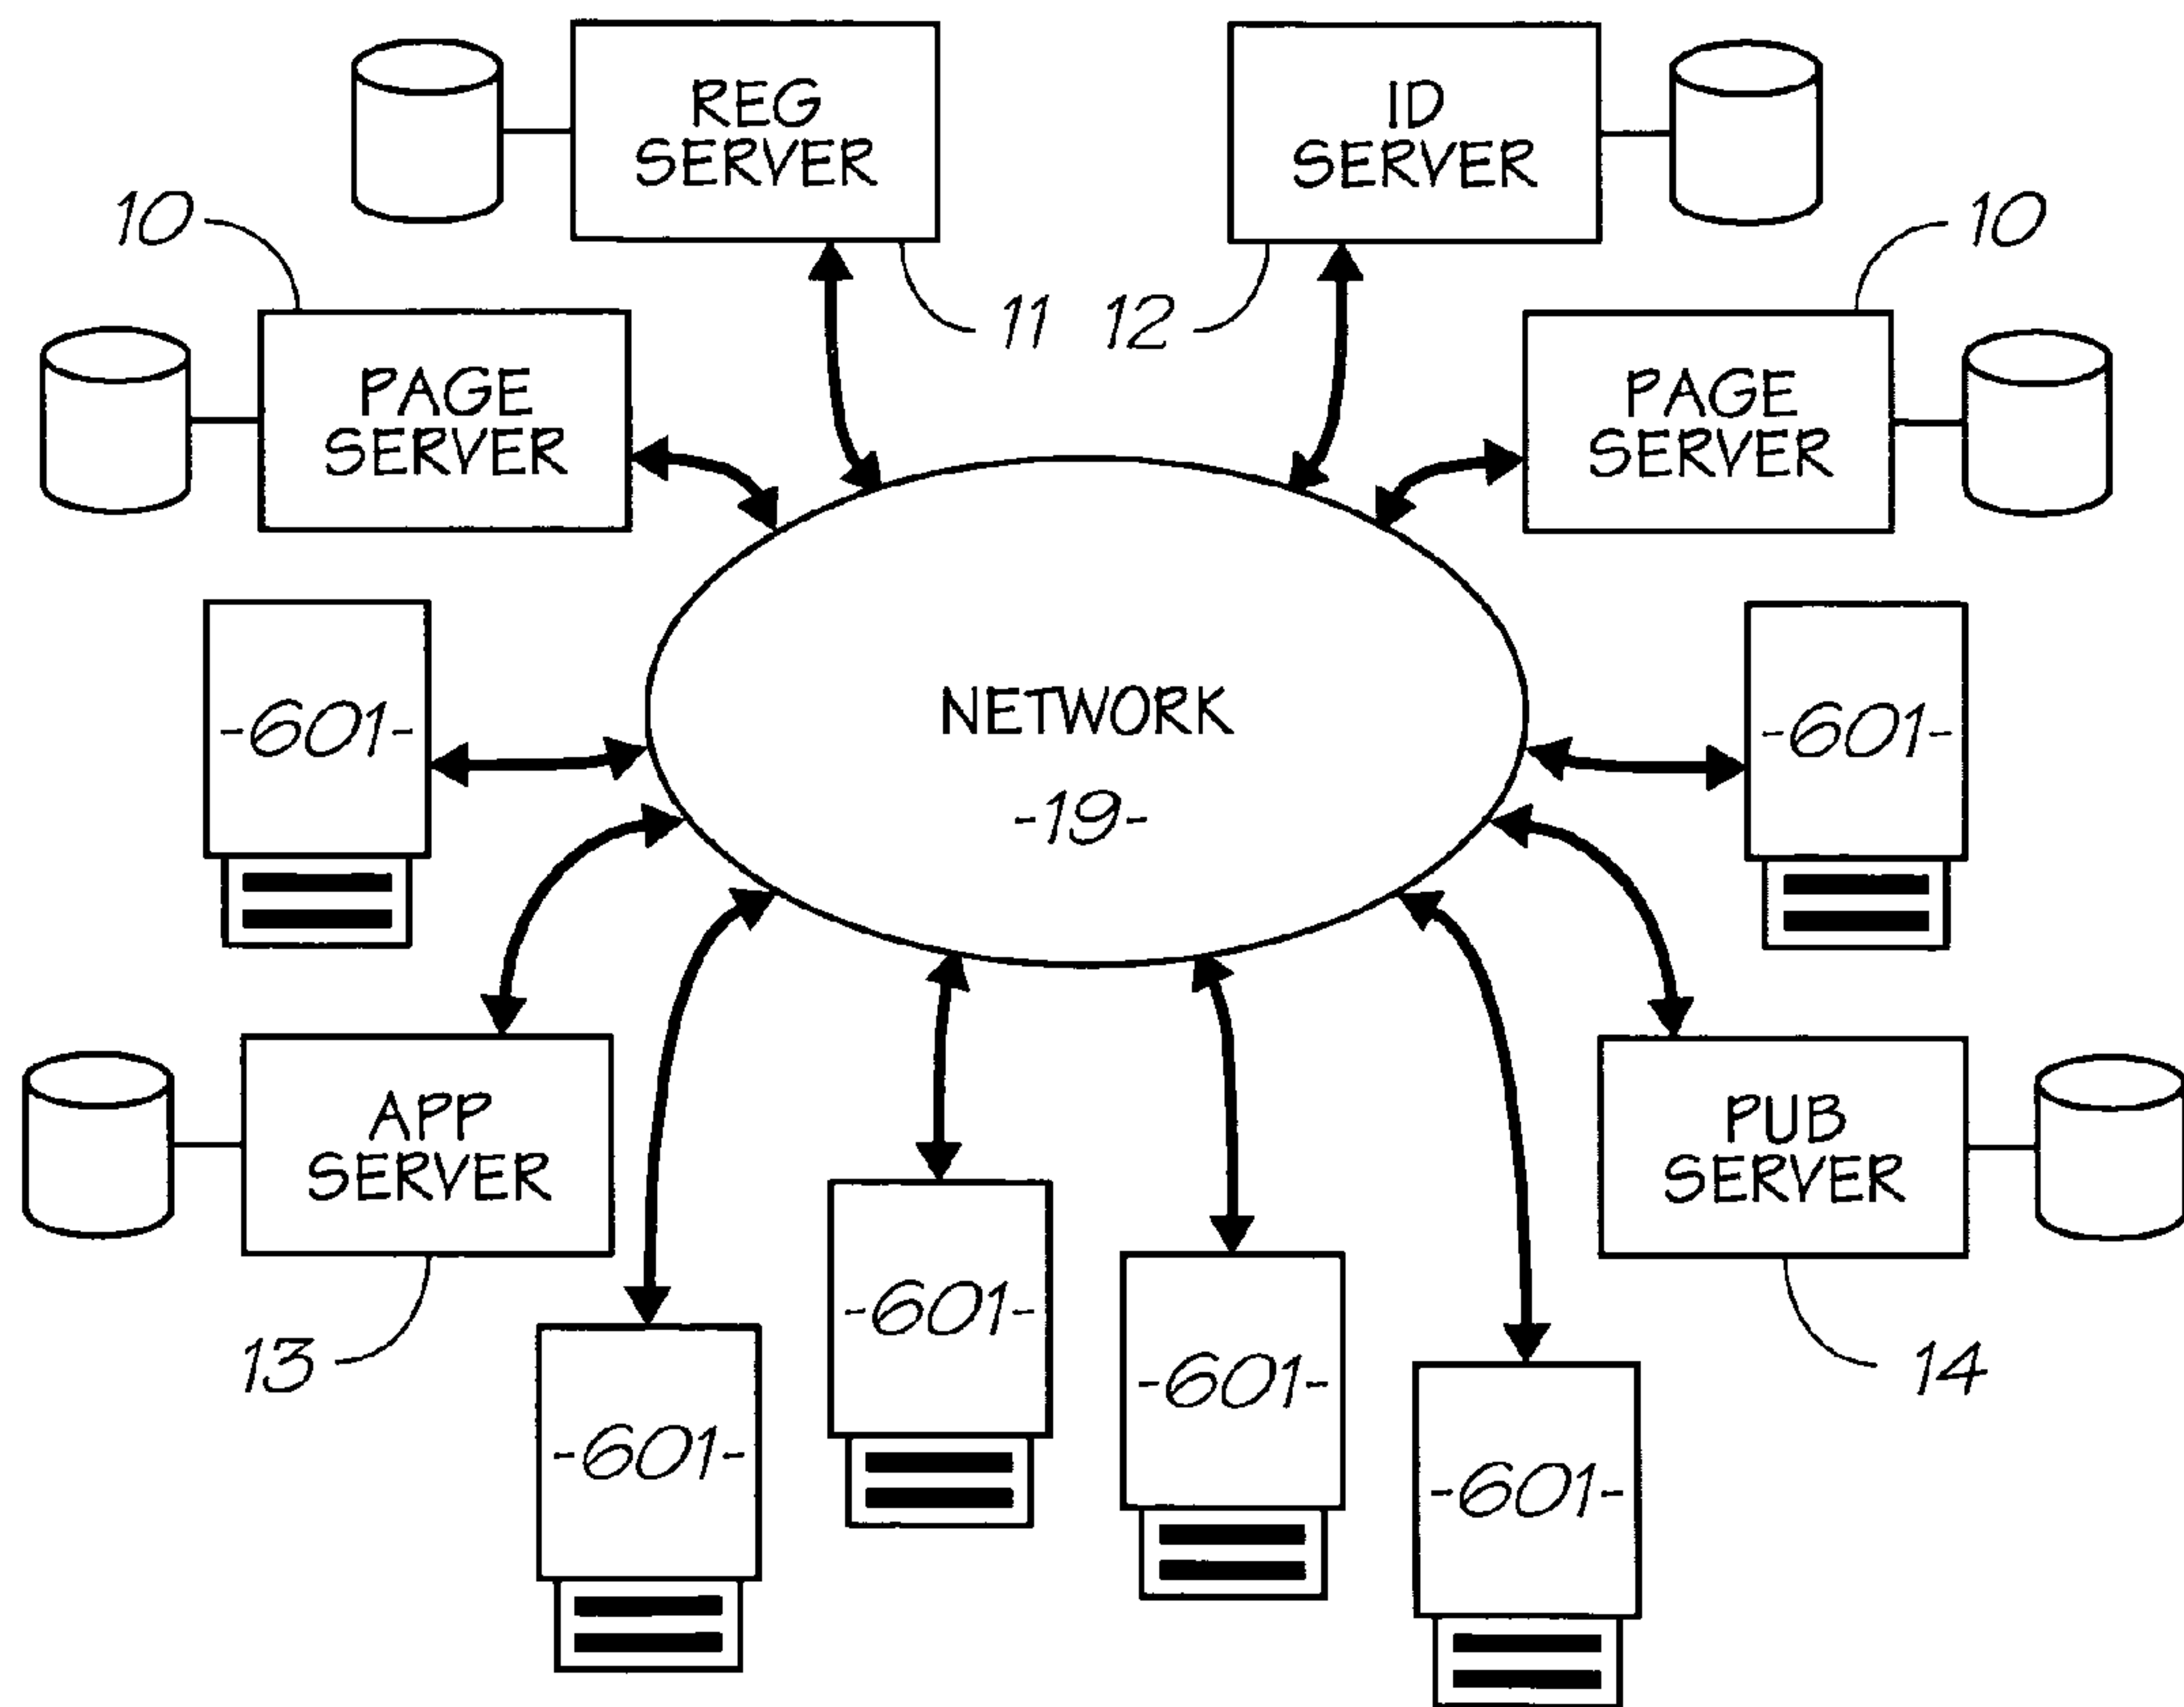 REG
SERVER
ID
SERVER
10
10
11
12
PAGE
SERVER
PAGE
SERVER
-601-
NETWORK
-19-
-601-
APP
SERVER
PUB
SERVER
-601-
-601-
13
14
-601-
-601-